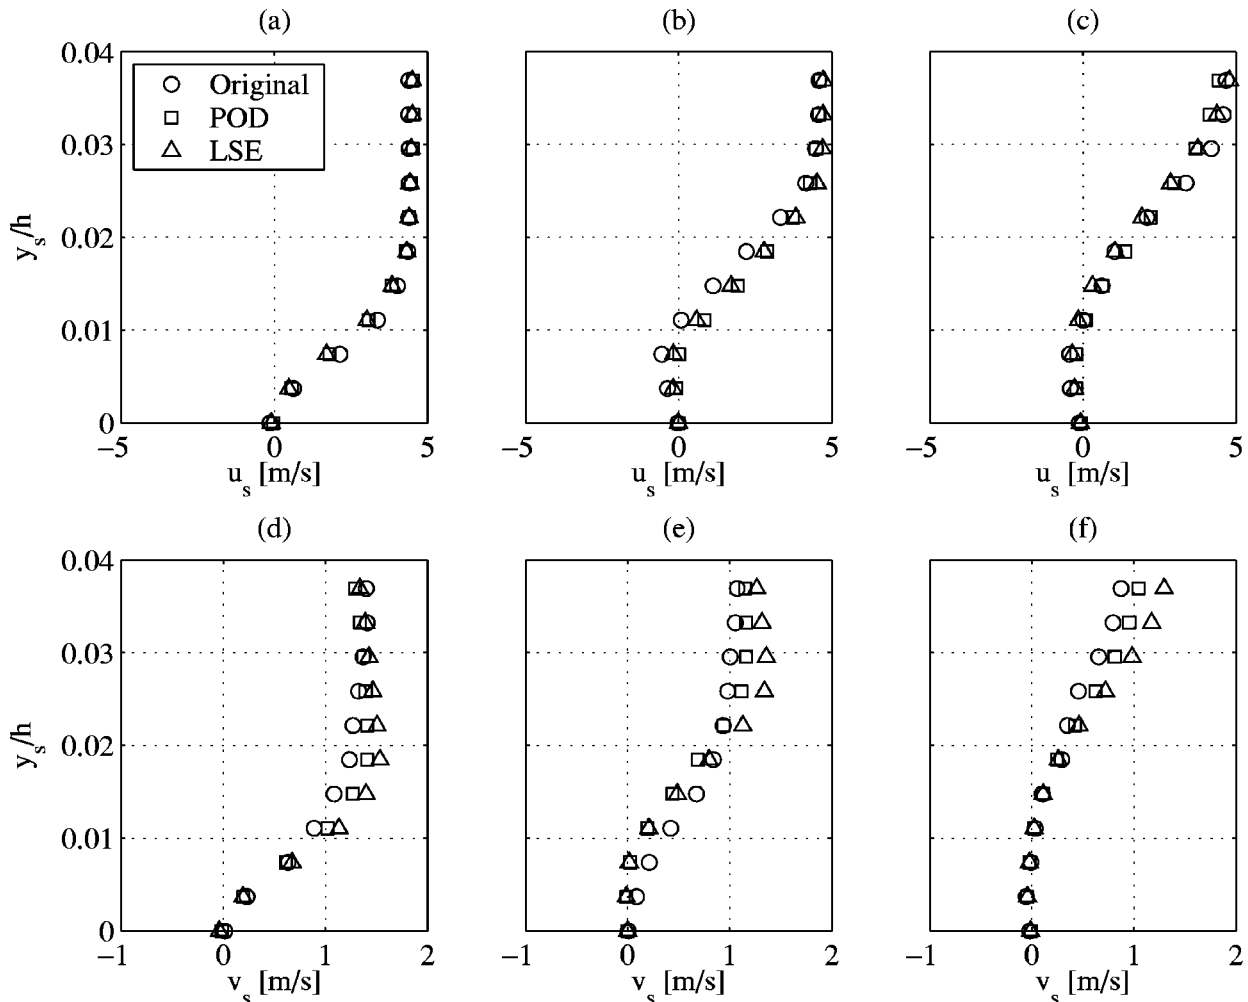 (a)
(b)
(c)
0.04
0.03
0.02
0.01
0
y_s/h
Original
POD
LSE
−5
0
5
−5
0
5
−5
0
5
u_s [m/s]
u_s [m/s]
u_s [m/s]
(d)
(e)
(f)
0.04
0.03
0.02
0.01
0
y_s/h
−1
0
1
2
−1
0
1
2
−1
0
1
2
v_s [m/s]
v_s [m/s]
v_s [m/s]